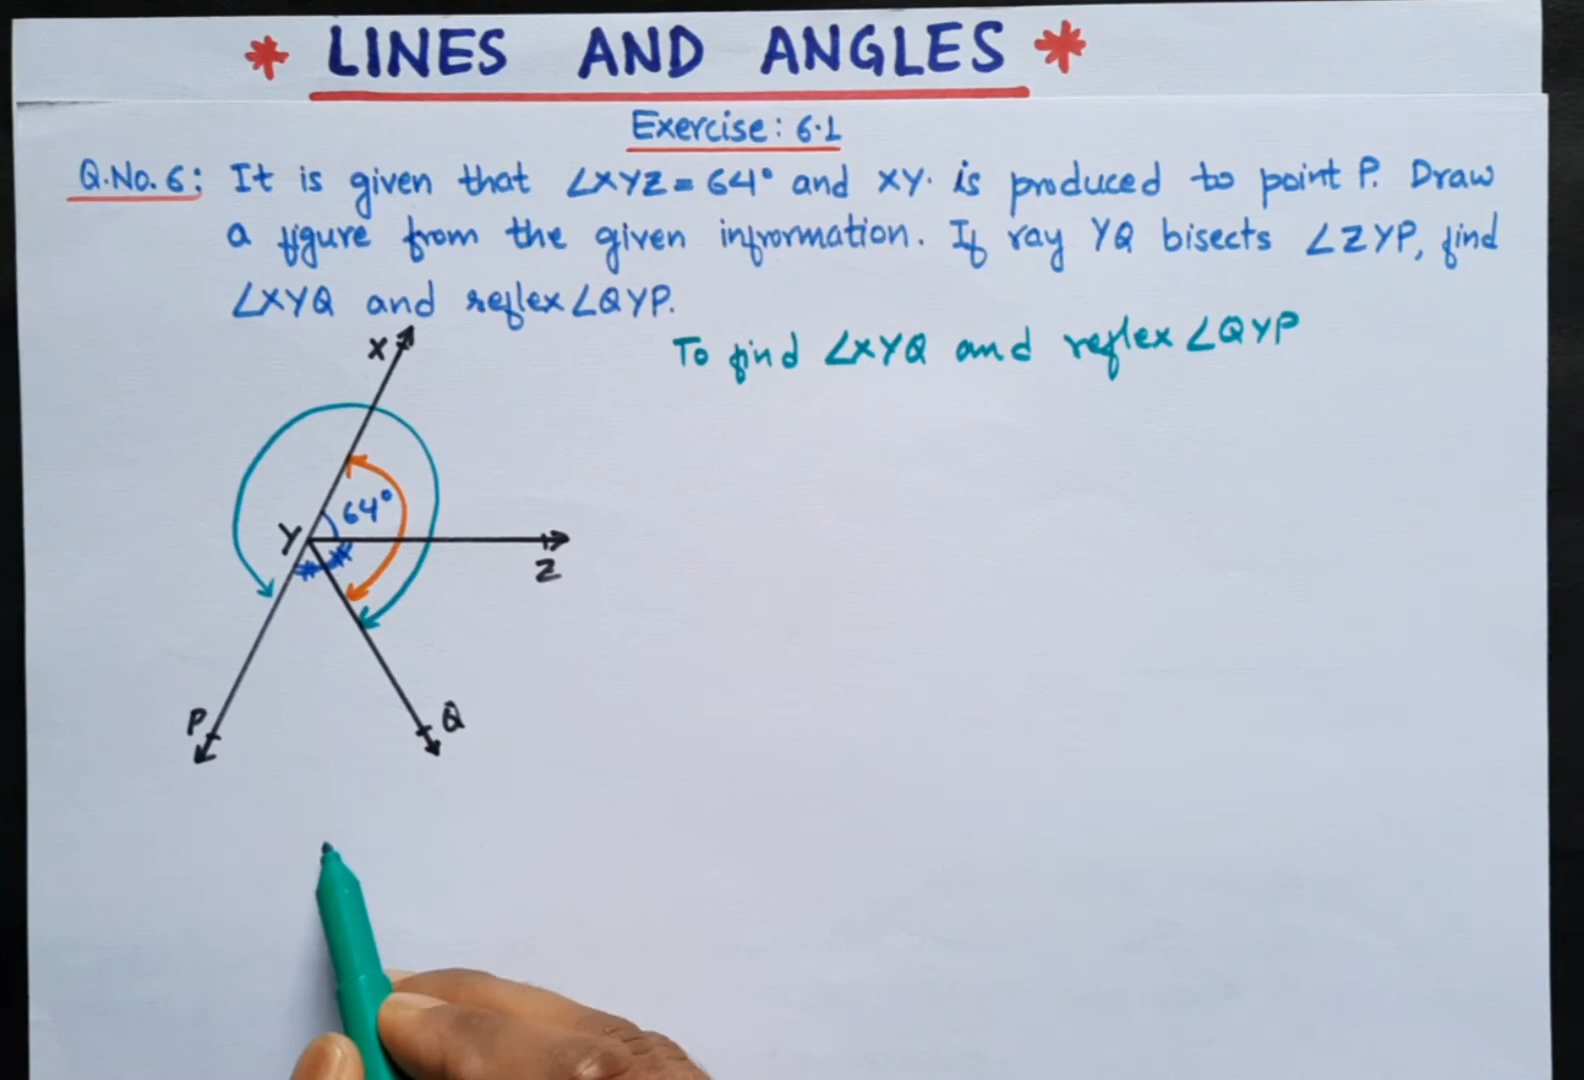 * LINES AND ANGLES *
Exercise: 6.1
Q.No. 6: It is given that ∠XYZ = 64° and XY. is produced to point P. Draw
a figure from the given infrormation. If ray YQ bisects ∠ZYP, find
∠XYQ and reflex ∠QYP.
To find ∠XYQ and reflex ∠QYP
X
64°
Y
Z
P
Q